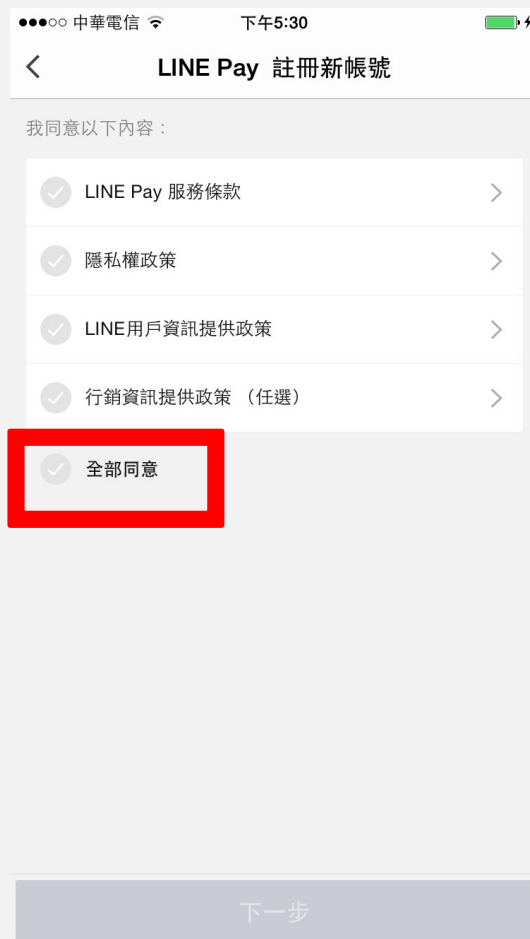 中華電信 下午5:30
LINE Pay 註冊新帳號
我同意以下內容：
LINE Pay 服務條款
隱私權政策
LINE用戶資訊提供政策
行銷資訊提供政策 （任選）
全部同意
下一步